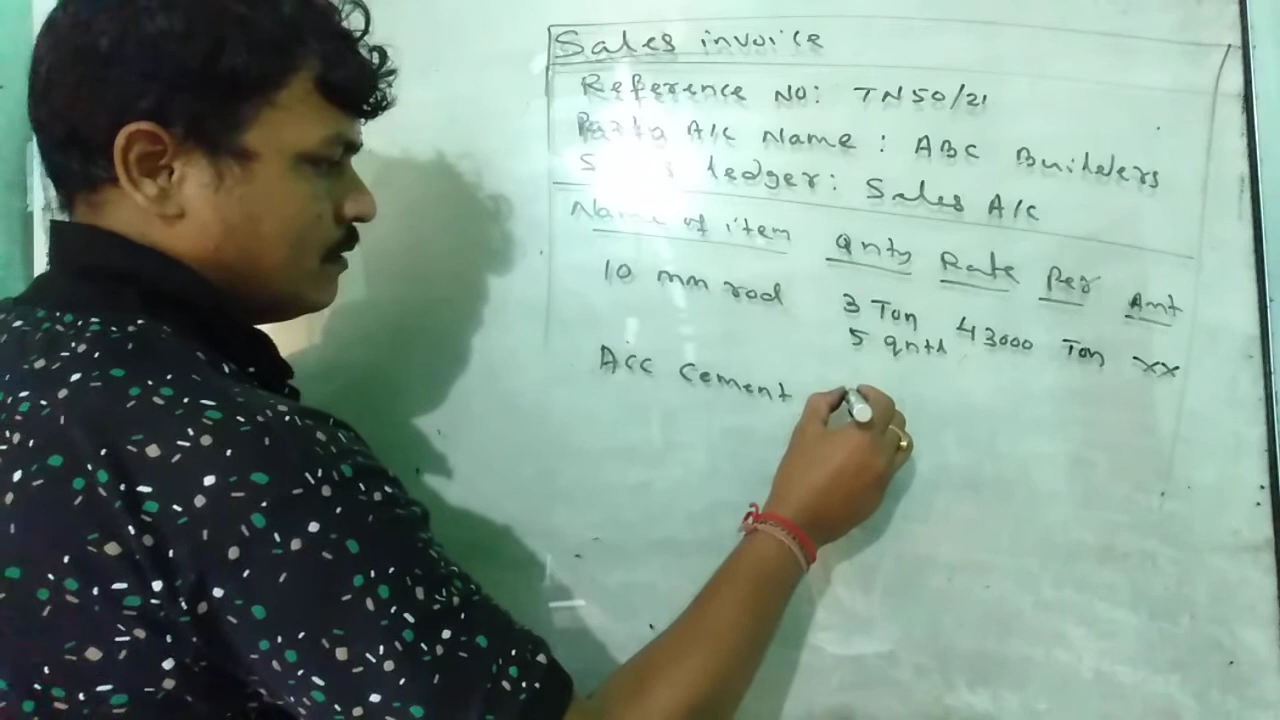 Sales invoice
Reference No: TN50/21
Party A/C Name : ABC Builders
ledger: Sales A/C
Name of item Qnty Rate Per Amt
10 mm rod 3 Ton 43000 Ton xx
5 qntl
Acc Cement